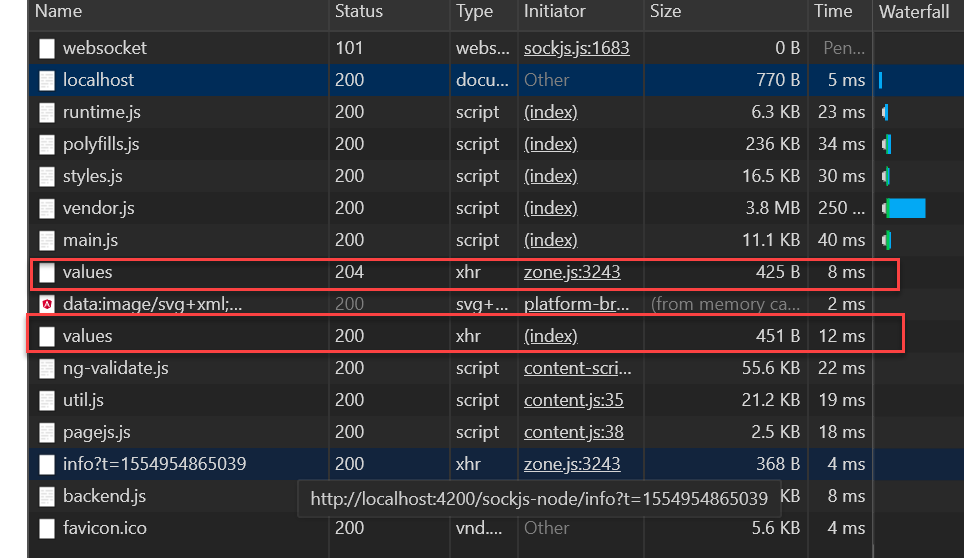 Name Status Type Initiator Size Time Waterfall
websocket 101 webs... sockjs.js:1683 0 B Pen...
localhost 200 docu... Other 770 B 5 ms
runtime.js 200 script (index) 6.3 KB 23 ms
polyfills.js 200 script (index) 236 KB 34 ms
styles.js 200 script (index) 16.5 KB 30 ms
vendor.js 200 script (index) 3.8 MB 250 ...
main.js 200 script (index) 11.1 KB 40 ms
values 204 xhr zone.js:3243 425 B 8 ms
data:image/svg+xml;... 200 svg+... platform-br... (from memory ca... 2 ms
values 200 xhr (index) 451 B 12 ms
ng-validate.js 200 script content-scri... 55.6 KB 22 ms
util.js 200 script content.js:35 21.2 KB 19 ms
pagejs.js 200 script content.js:38 2.5 KB 18 ms
info?t=1554954865039 200 xhr zone.js:3243 368 B 4 ms
backend.js http://localhost:4200/sockjs-node/info?t=1554954865039 KB 8 ms
favicon.ico 200 vnd.... Other 5.6 KB 4 ms